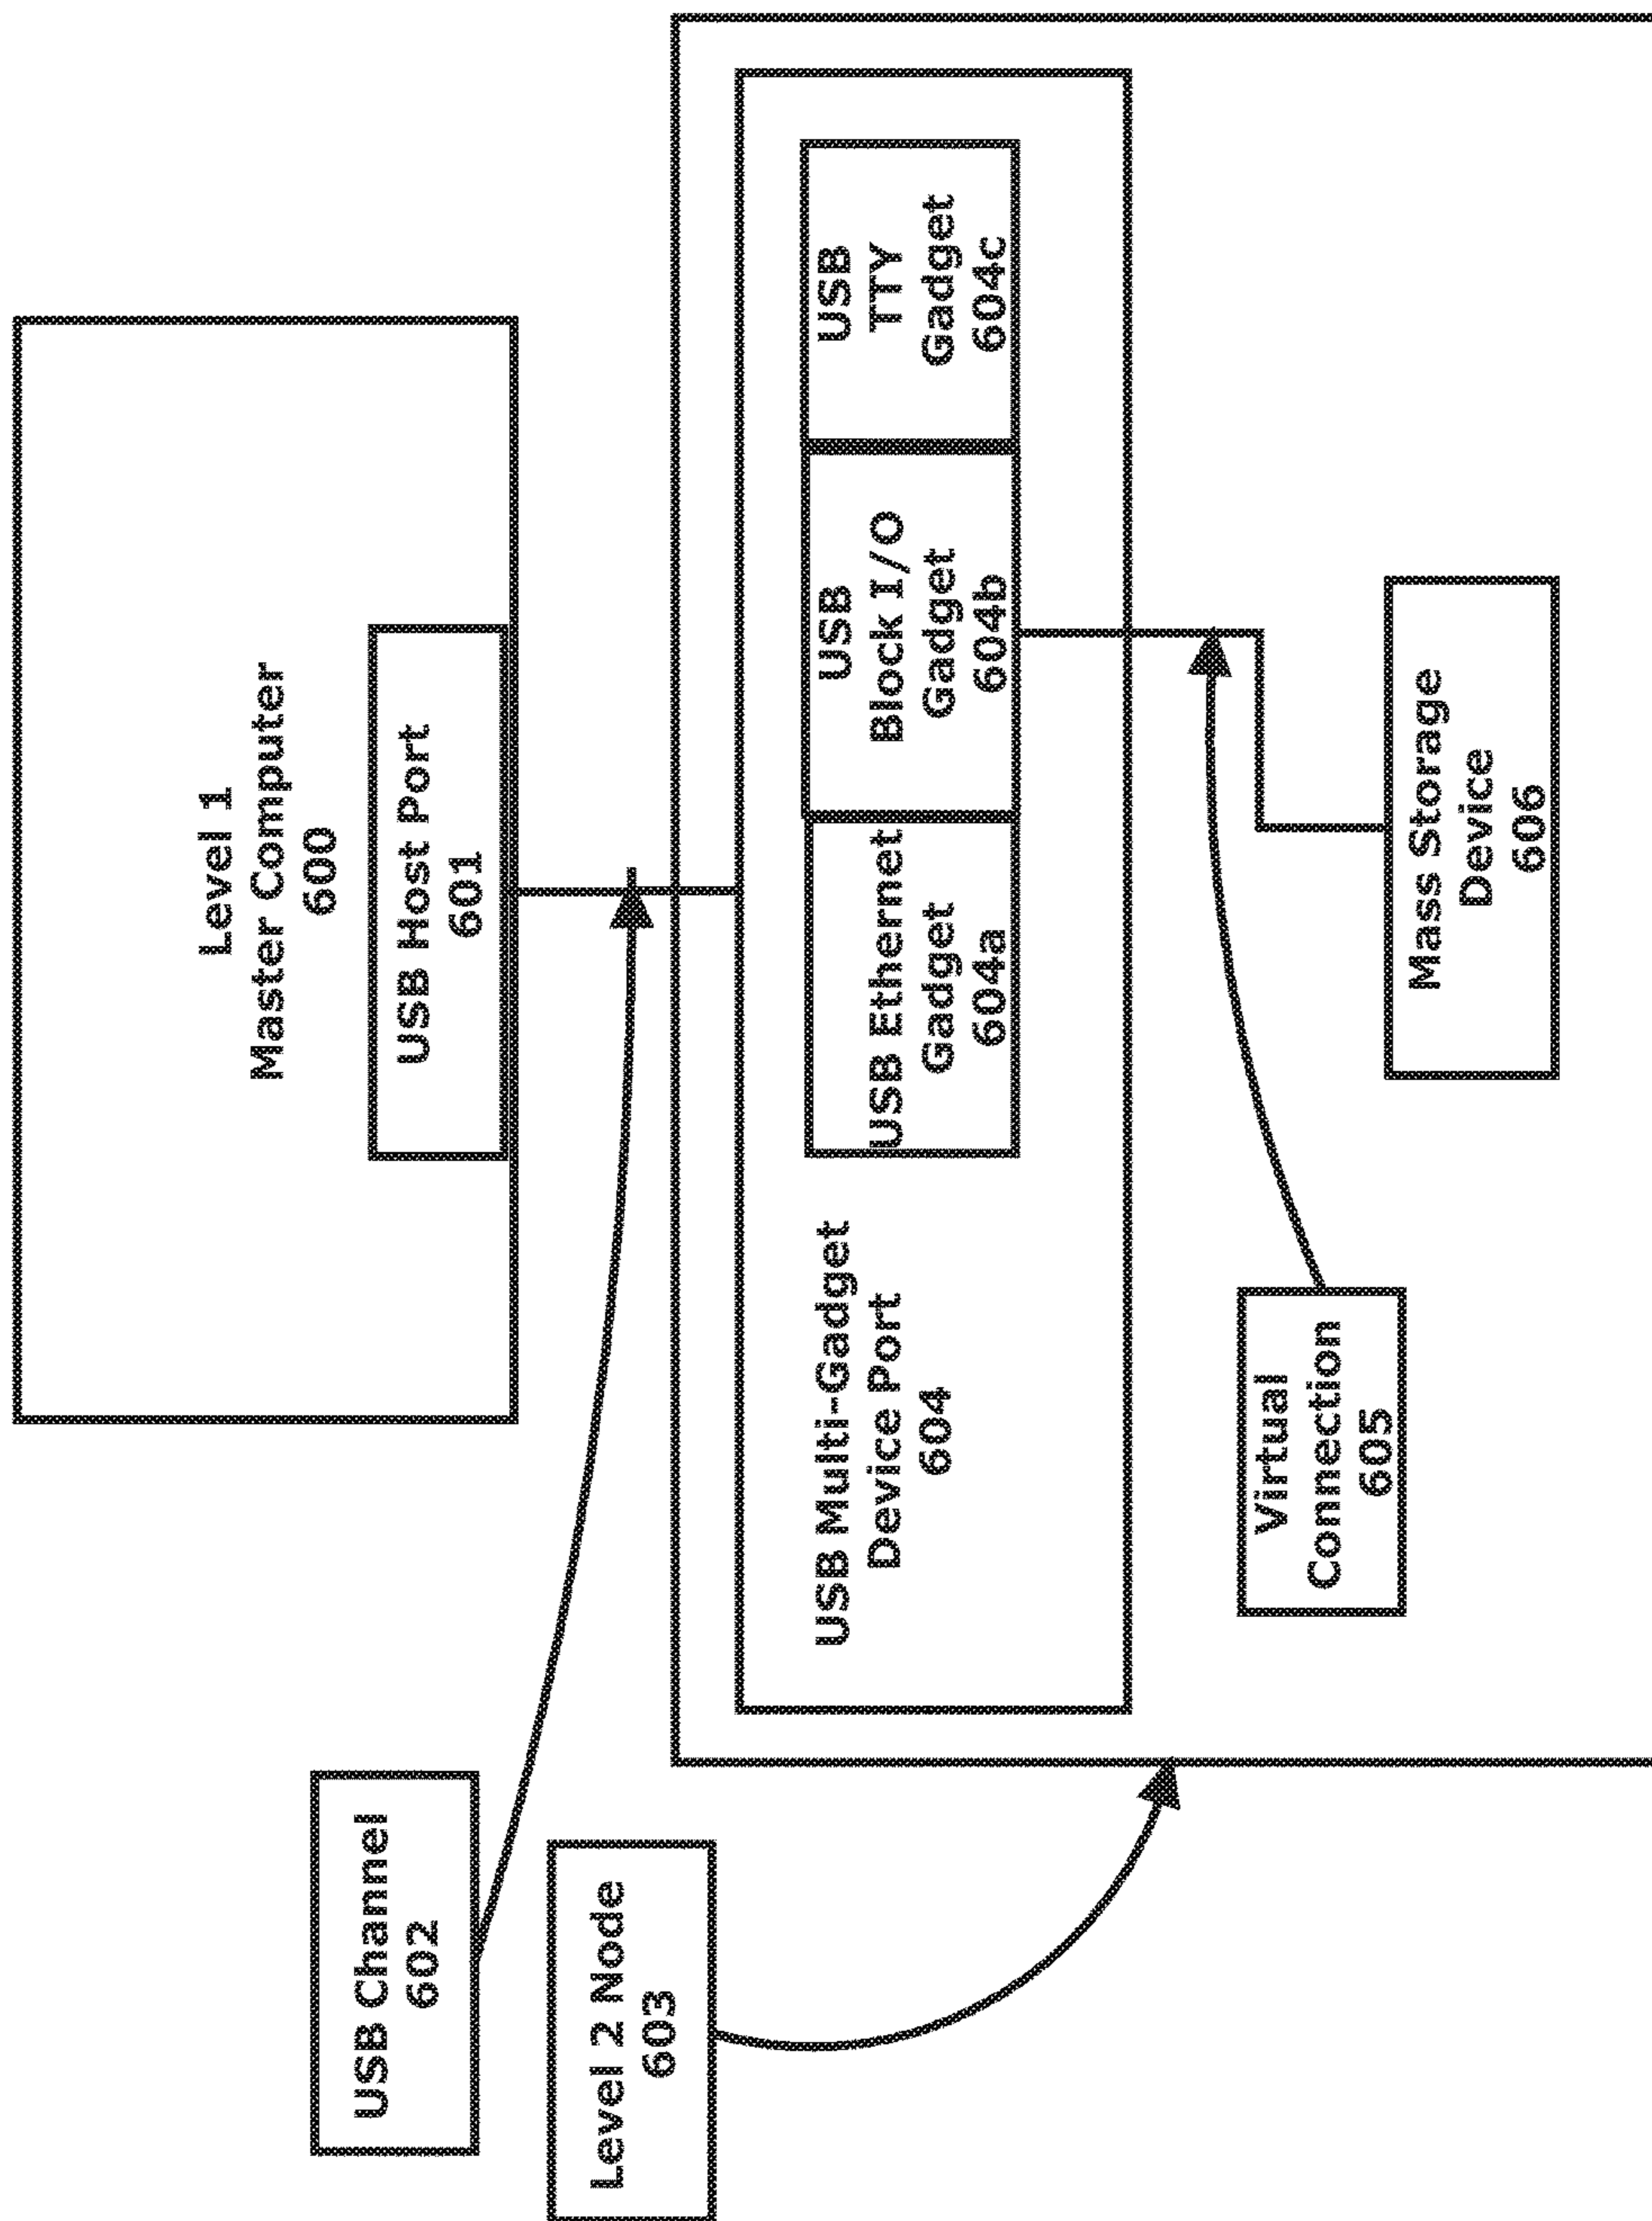 Level 1
Master Computer
600
USB Host Port
601
USB Channel
602
Level 2 Node
603
USB Multi-Gadget
Device Port
604
USB Ethernet
Gadget
604a
USB
Block I/O
Gadget
604b
USB
TTY
Gadget
604c
Virtual
Connection
605
Mass Storage
Device
606